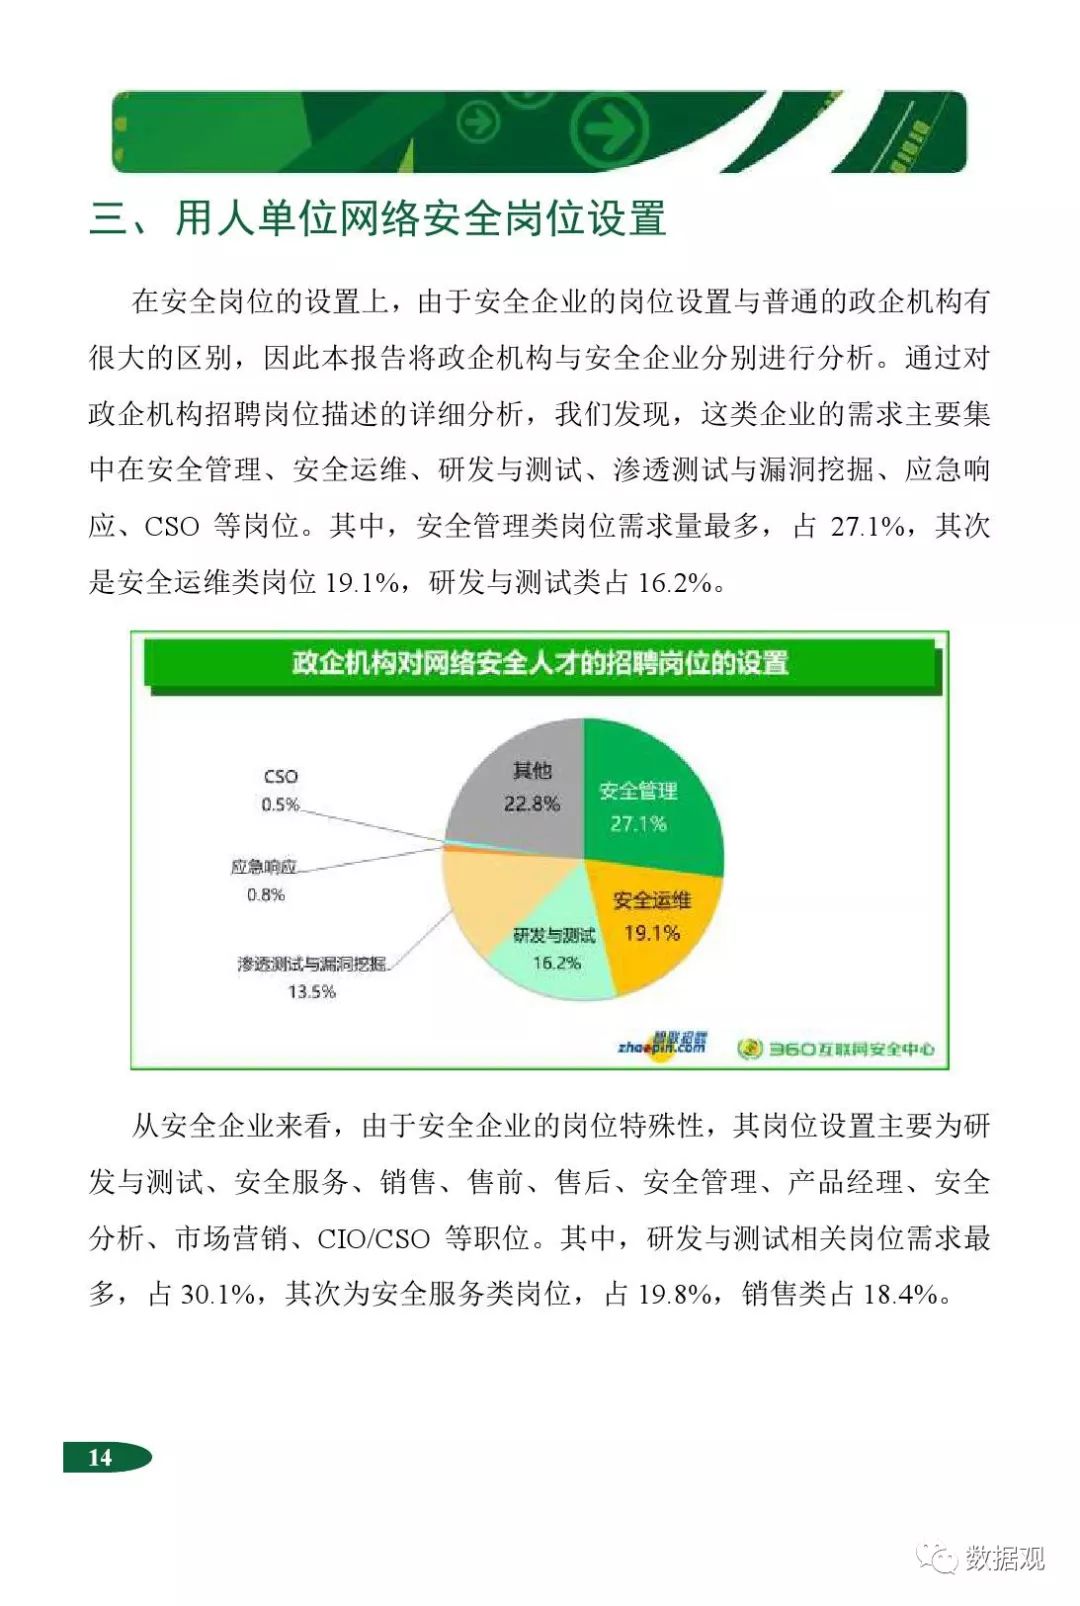 三、用人单位网络安全岗位设置
在安全岗位的设置上，由于安全企业的岗位设置与普通的政企机构有
很大的区别，因此本报告将政企机构与安全企业分别进行分析。通过对
政企机构招聘岗位描述的详细分析，我们发现，这类企业的需求主要集
中在安全管理、安全运维、研发与测试、渗透测试与漏洞挖掘、应急响
应、CSO 等岗位。其中，安全管理类岗位需求量最多，占 27.1%，其次
是安全运维类岗位 19.1%，研发与测试类占 16.2%。
政企机构对网络安全人才的招聘岗位的设置
CSO
0.5%
其他
22.8%
安全管理
27.1%
应急响应
0.8%
安全运维
19.1%
研发与测试
16.2%
渗透测试与漏洞挖掘
13.5%
智联招聘
zhaopin.com
360互联网安全中心
从安全企业来看，由于安全企业的岗位特殊性，其岗位设置主要为研
发与测试、安全服务、销售、售前、售后、安全管理、产品经理、安全
分析、市场营销、CIO/CSO 等职位。其中，研发与测试相关岗位需求最
多，占 30.1%，其次为安全服务类岗位，占 19.8%，销售类占 18.4%。
14
数据观